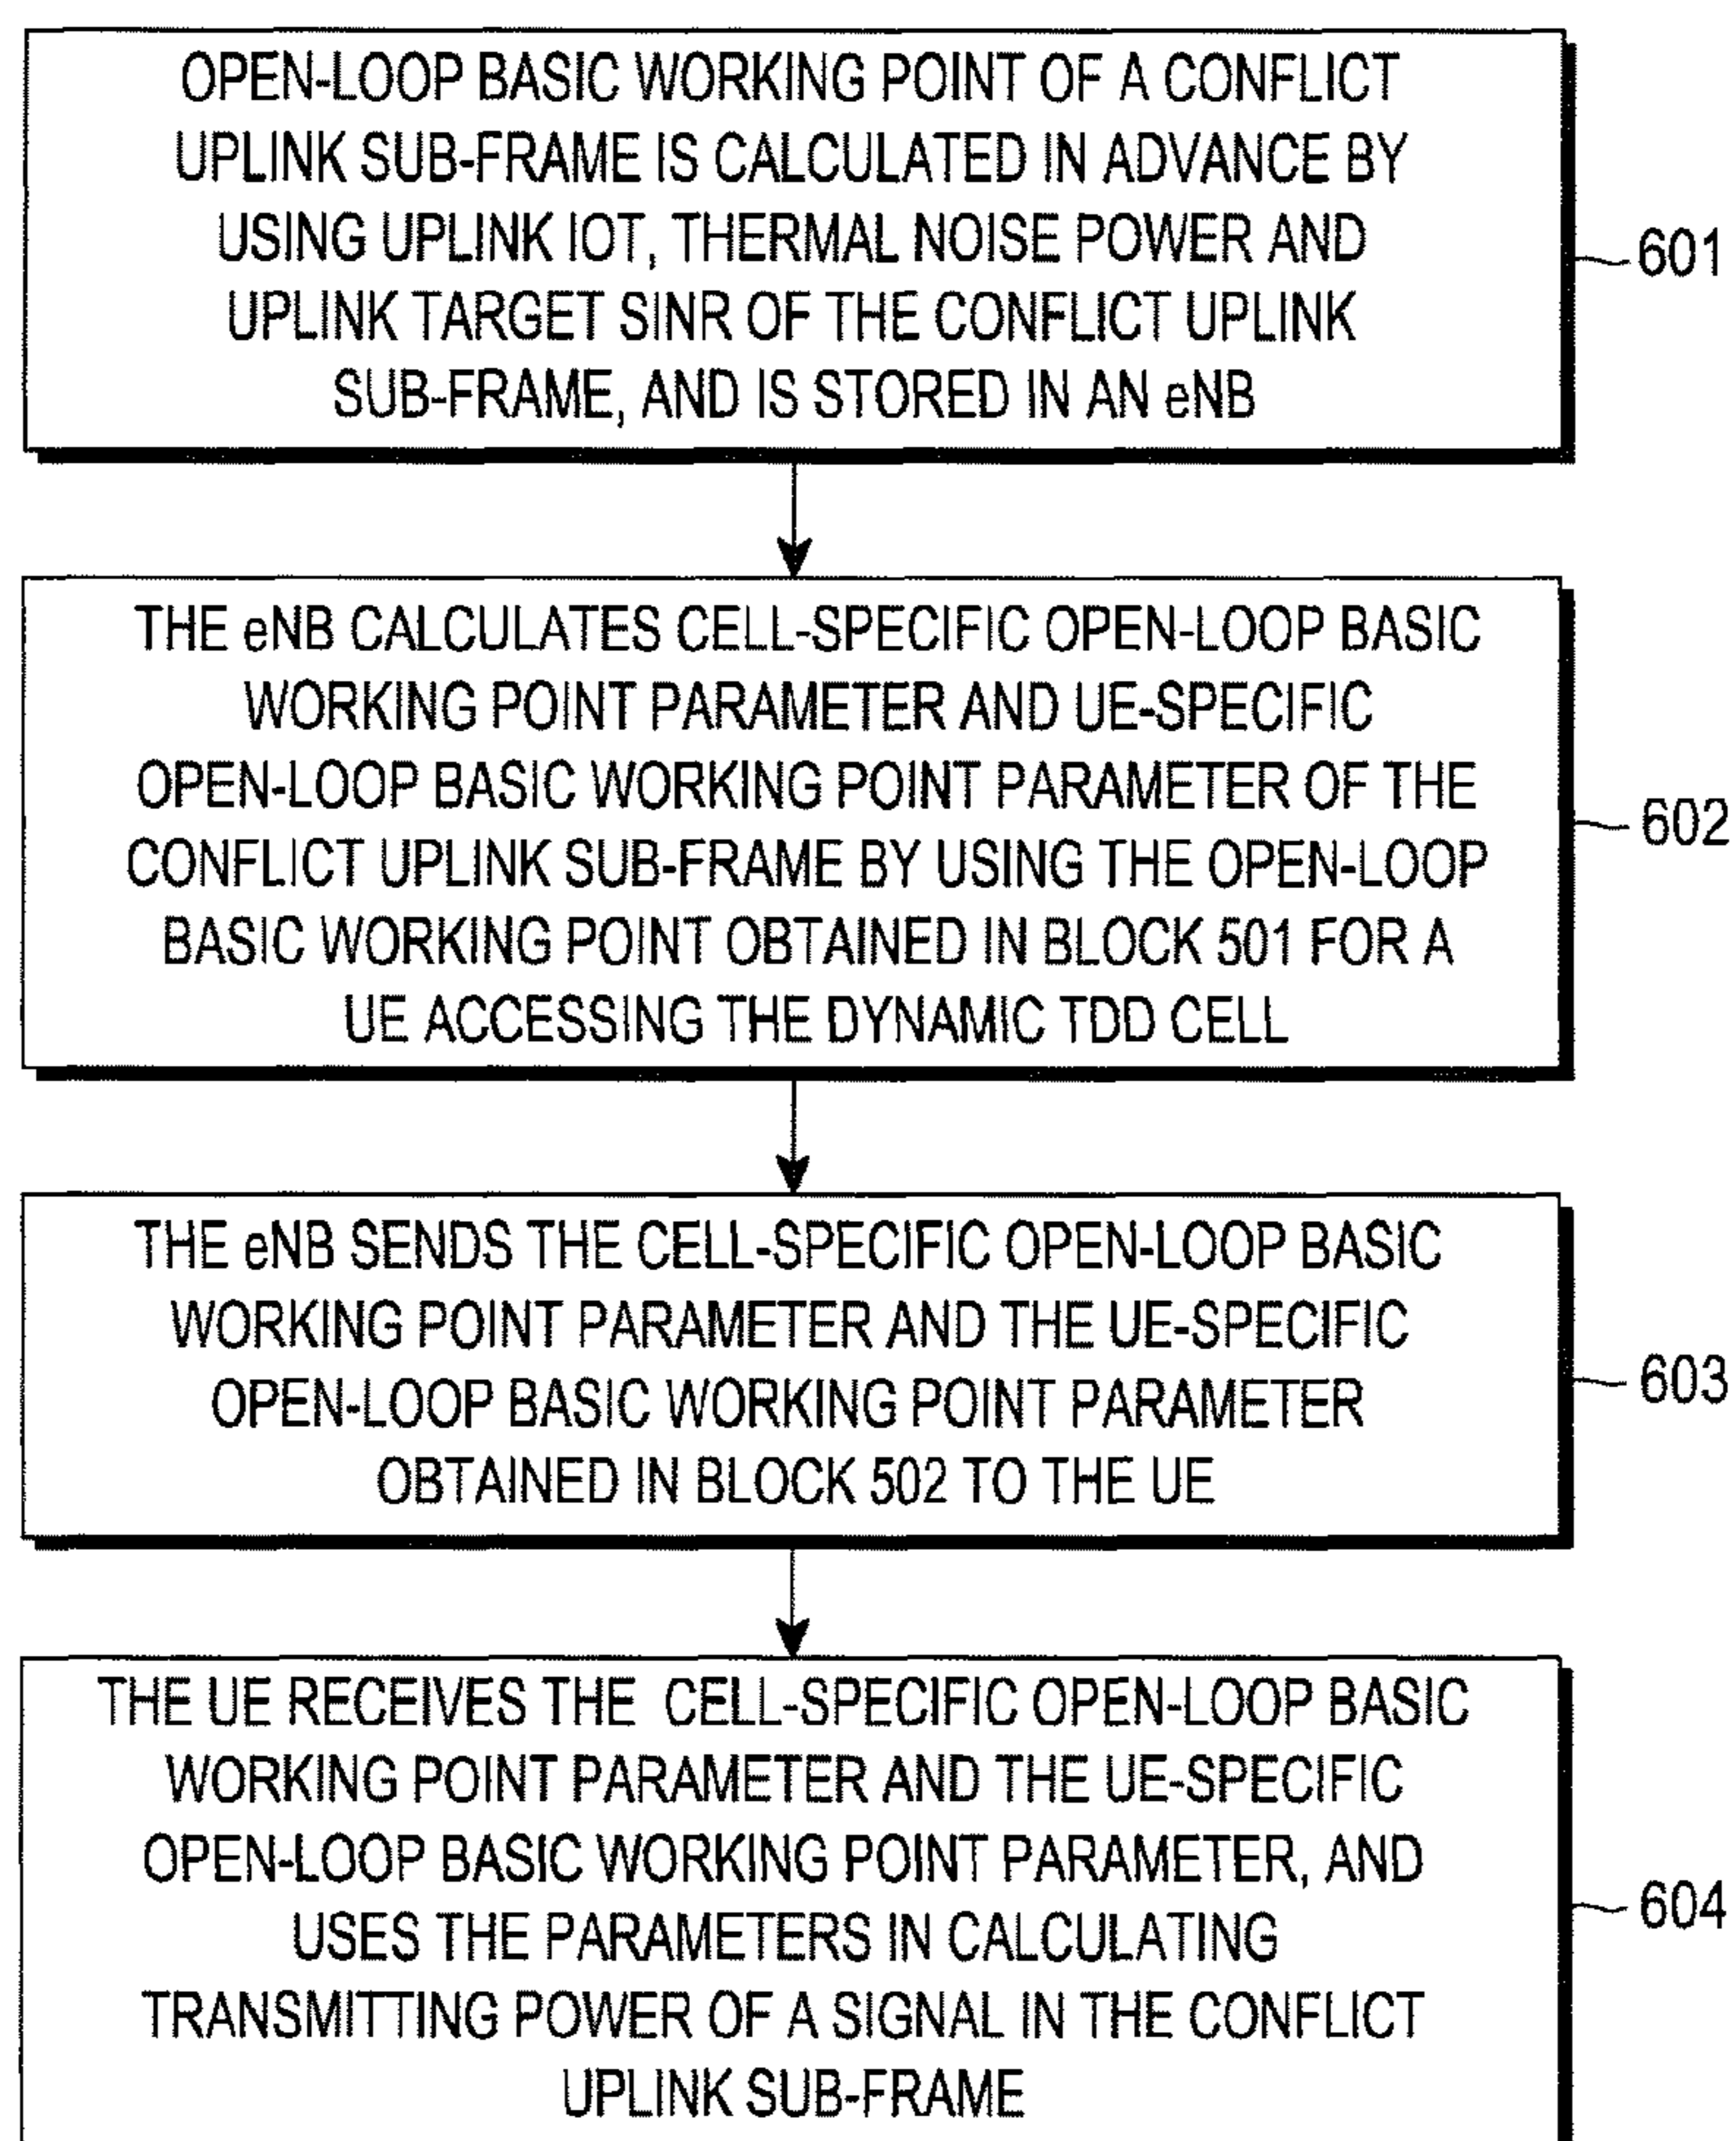 OPEN-LOOP BASIC WORKING POINT OF A CONFLICT
UPLINK SUB-FRAME IS CALCULATED IN ADVANCE BY
USING UPLINK IOT, THERMAL NOISE POWER AND
UPLINK TARGET SINR OF THE CONFLICT UPLINK
SUB-FRAME, AND IS STORED IN AN eNB
601
THE eNB CALCULATES CELL-SPECIFIC OPEN-LOOP BASIC
WORKING POINT PARAMETER AND UE-SPECIFIC
OPEN-LOOP BASIC WORKING POINT PARAMETER OF THE
CONFLICT UPLINK SUB-FRAME BY USING THE OPEN-LOOP
BASIC WORKING POINT OBTAINED IN BLOCK 501 FOR A
UE ACCESSING THE DYNAMIC TDD CELL
602
THE eNB SENDS THE CELL-SPECIFIC OPEN-LOOP BASIC
WORKING POINT PARAMETER AND THE UE-SPECIFIC
OPEN-LOOP BASIC WORKING POINT PARAMETER
OBTAINED IN BLOCK 502 TO THE UE
603
THE UE RECEIVES THE CELL-SPECIFIC OPEN-LOOP BASIC
WORKING POINT PARAMETER AND THE UE-SPECIFIC
OPEN-LOOP BASIC WORKING POINT PARAMETER, AND
USES THE PARAMETERS IN CALCULATING
TRANSMITTING POWER OF A SIGNAL IN THE CONFLICT
UPLINK SUB-FRAME
604